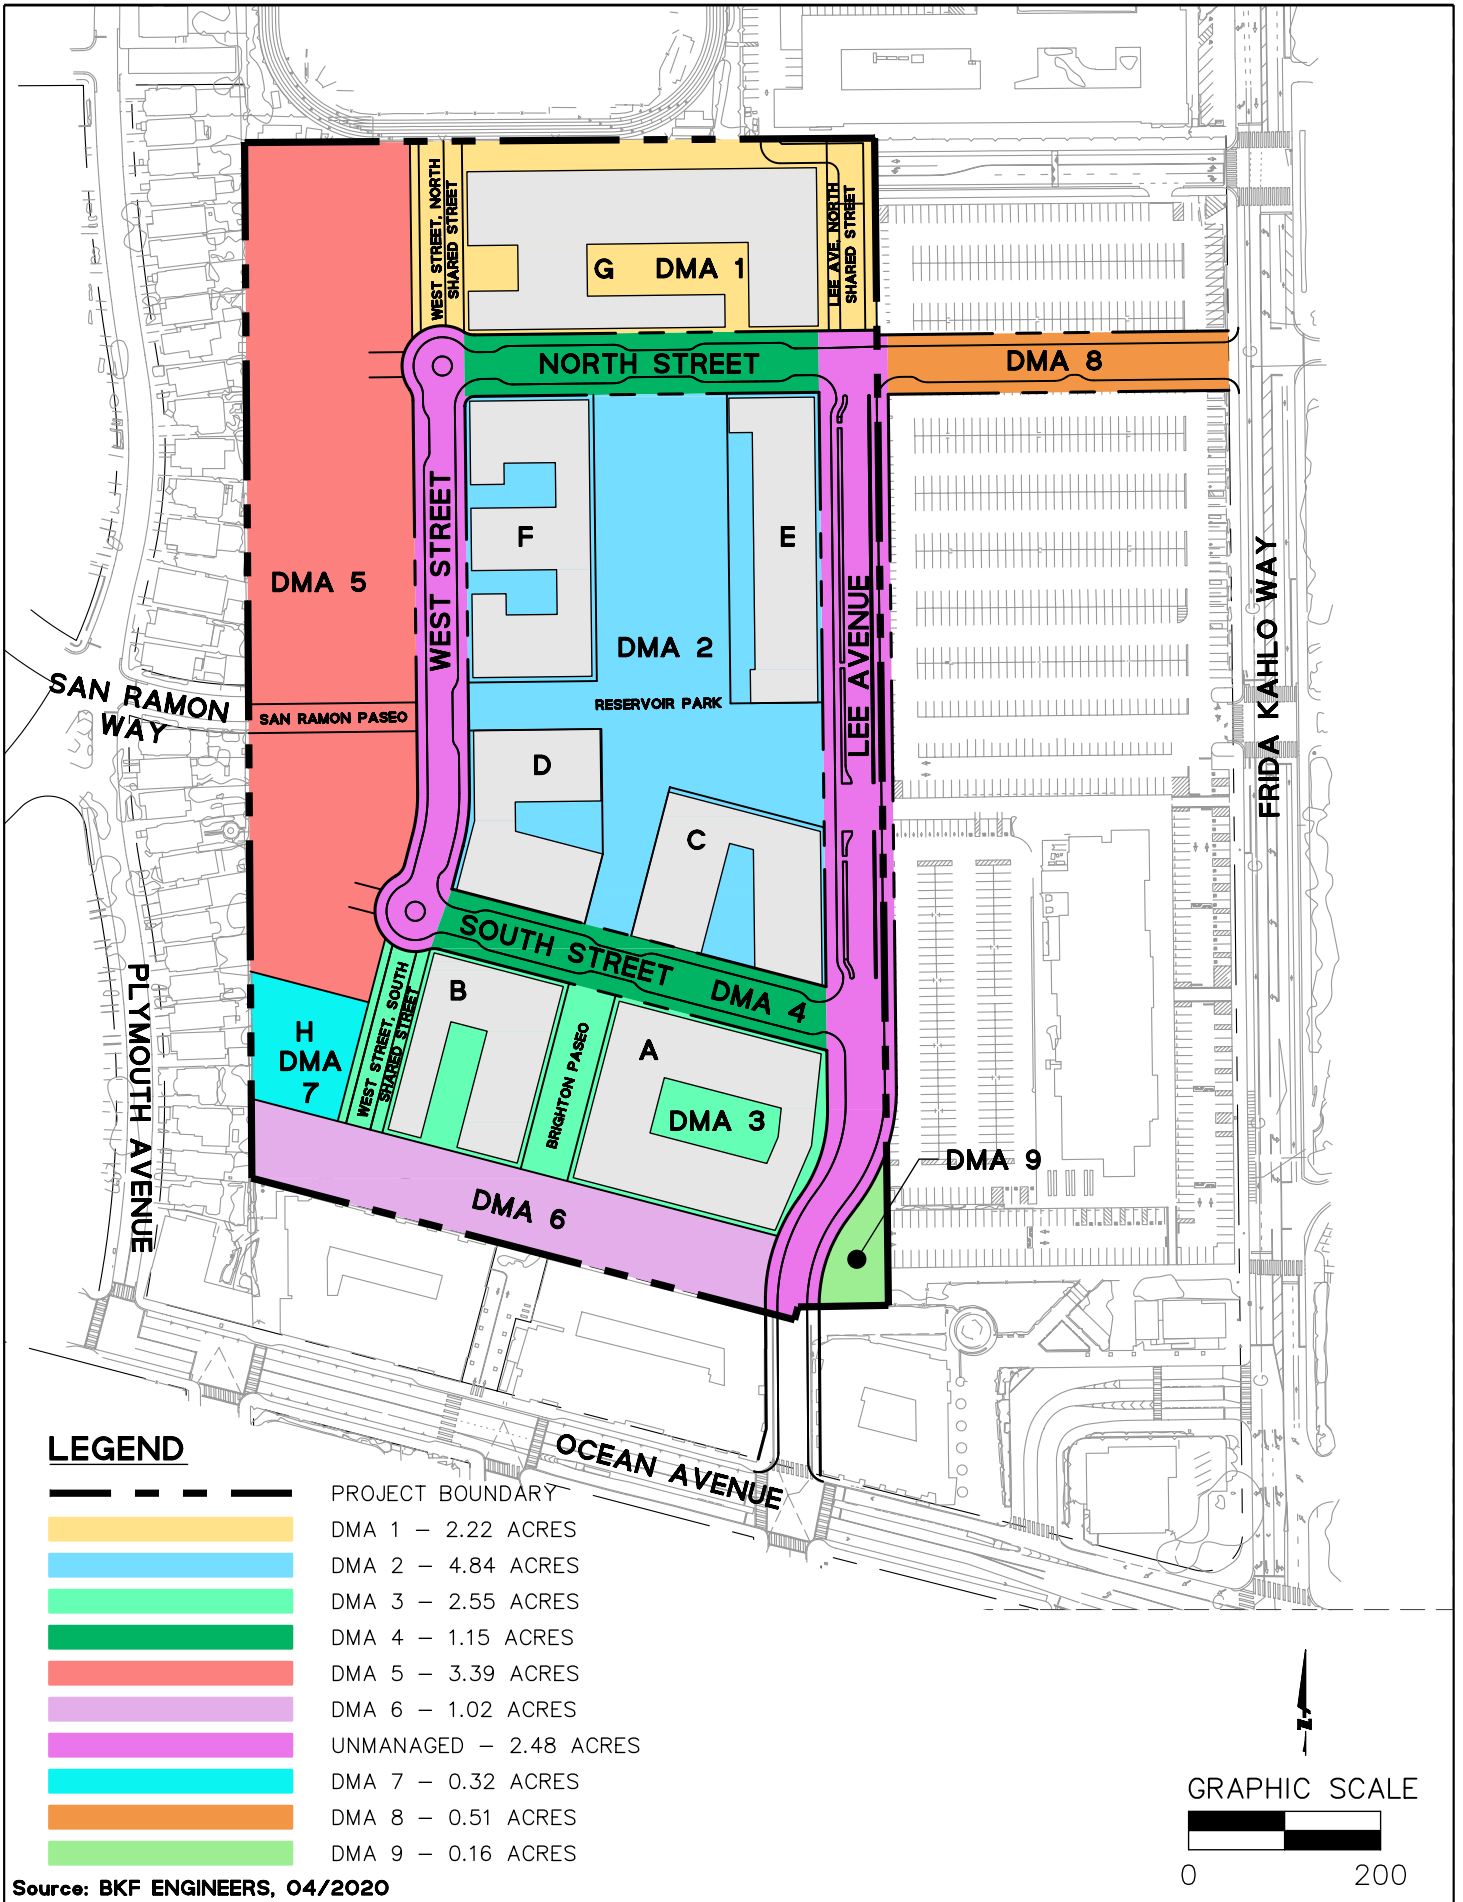 WEST STREET, NORTH
SHARED STREET
LEE AVE, NORTH
SHARED STREET
G
DMA 1
NORTH STREET
DMA 8
WEST STREET
F
E
DMA 5
DMA 2
RESERVOIR PARK
LEE AVENUE
FRIDA KAHLO WAY
SAN RAMON
WAY
SAN RAMON PASEO
D
C
SOUTH STREET
DMA 4
PLYMOUTH AVENUE
H
DMA
7
WEST STREET, SOUTH
SHARED STREET
B
BRIGHTON PASEO
A
DMA 3
DMA 9
DMA 6
OCEAN AVENUE
LEGEND
PROJECT BOUNDARY
DMA 1 – 2.22 ACRES
DMA 2 – 4.84 ACRES
DMA 3 – 2.55 ACRES
DMA 4 – 1.15 ACRES
DMA 5 – 3.39 ACRES
DMA 6 – 1.02 ACRES
UNMANAGED – 2.48 ACRES
DMA 7 – 0.32 ACRES
DMA 8 – 0.51 ACRES
DMA 9 – 0.16 ACRES
Z
GRAPHIC SCALE
0 200
Source: BKF ENGINEERS, 04/2020